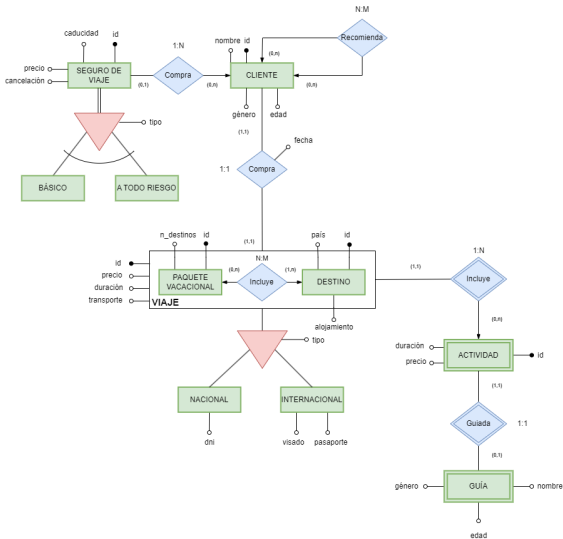 N:M
caducidad
id
1:N
nombre
id
Recomienda
(0,n)
precio
cancelación
SEGURO DE
VIAJE
Compra
(0,1)
(0,n)
CLIENTE
(0,n)
género
edad
tipo
(1,1)
fecha
1:1
Compra
BÁSICO
A TODO RIESGO
(1,1)
n_destinos
id
país
id
N:M
id
precio
duración
transporte
PAQUETE
VACACIONAL
(0,n)
Incluye
(1,n)
DESTINO
VIAJE
alojamiento
1:N
(1,1)
Incluye
(0,n)
tipo
duración
precio
ACTIVIDAD
id
NACIONAL
INTERNACIONAL
(1,1)
dni
visado
pasaporte
Guiada
1:1
(0,1)
género
GUÍA
nombre
edad